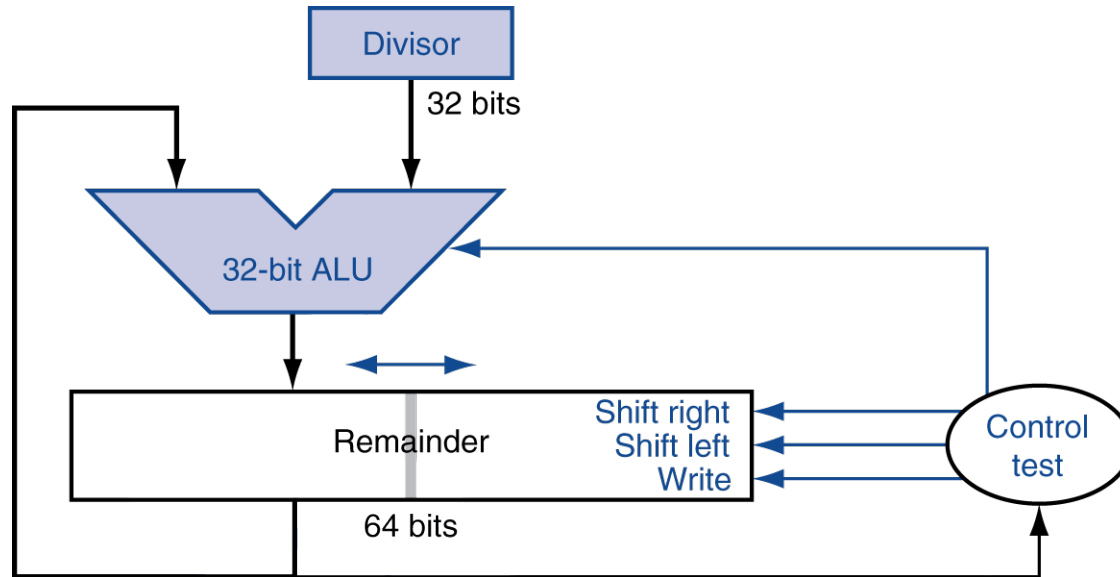 Divisor
32 bits
32-bit ALU
Remainder
Shift right
Shift left
Write
Control
test
64 bits